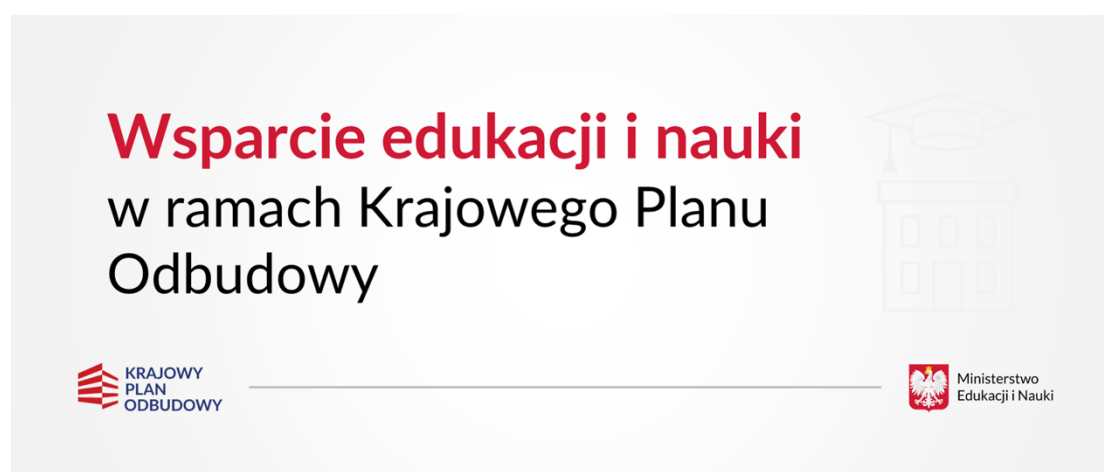 Wsparcie edukacji i nauki
w ramach Krajowego Planu
Odbudowy
KRAJOWY
PLAN
ODBUDOWY
Ministerstwo
Edukacji i Nauki